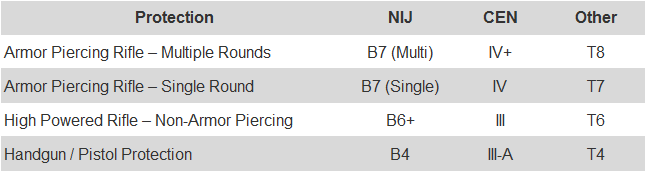 Protection NIJ CEN Other
Armor Piercing Rifle – Multiple Rounds B7 (Multi) IV+ T8
Armor Piercing Rifle – Single Round B7 (Single) IV T7
High Powered Rifle – Non-Armor Piercing B6+ III T6
Handgun / Pistol Protection B4 III-A T4